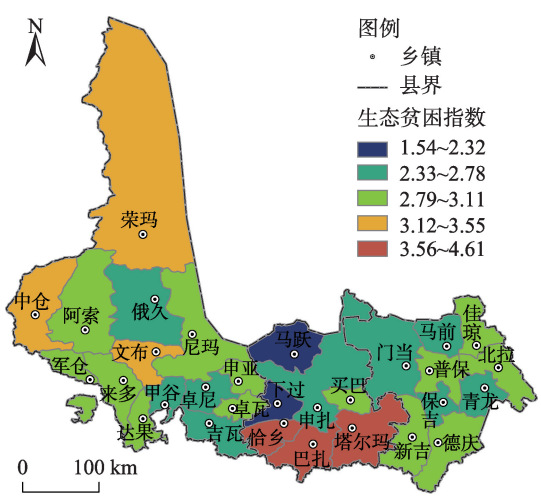 N
图例
乡镇
县界
生态贫困指数
1.54~2.32
2.33~2.78
2.79~3.11
3.12~3.55
3.56~4.61
荣玛
中仓
阿索
俄久
军仓
文布
尼玛
来多
甲谷
卓尼
申亚
达果
吉瓦
卓瓦
马跃
下过
恰乡
申扎
买巴
巴扎
塔尔玛
门当
马前
佳琼
北拉
普保
保吉
青龙
新吉
德庆
0 100 km